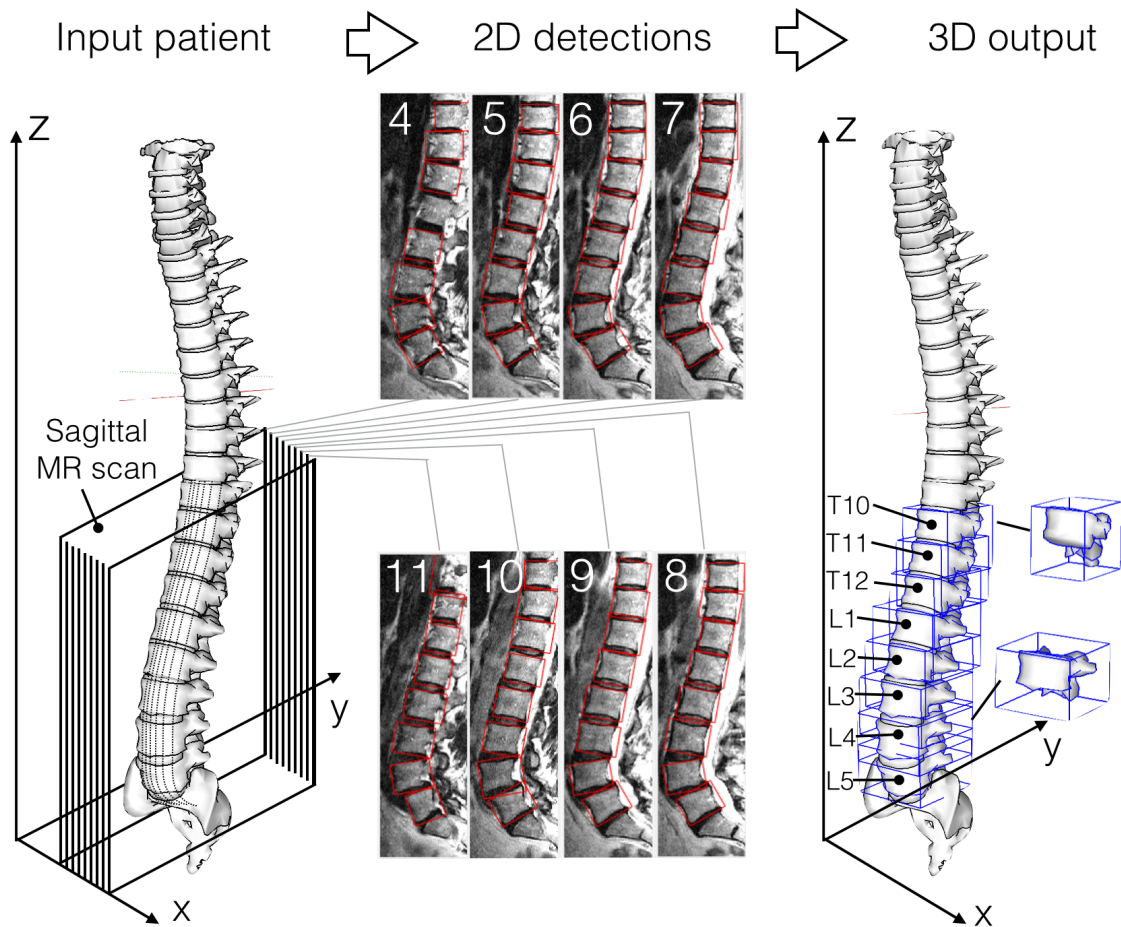 Input patient
2D detections
3D output
Z
Sagittal
MR scan
y
x
4
5
6
7
11
10
9
8
Z
T10
T11
T12
L1
L2
L3
L4
L5
y
x